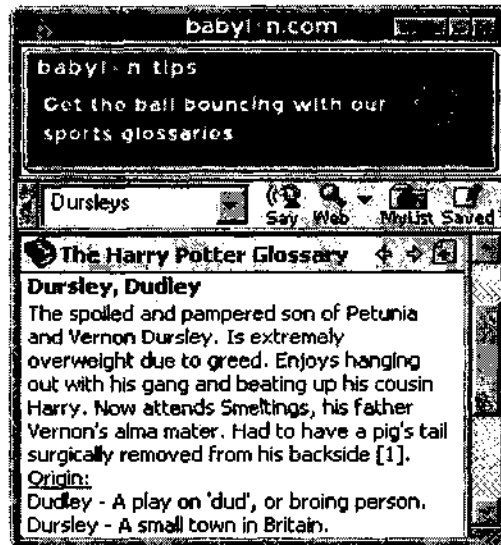 babyl n.com
babyl n tips
Get the ball bouncing with our
sports glossaries
Dursleys
Say Web MyList Saved
The Harry Potter Glossary
Dursley, Dudley
The spoiled and pampered son of Petunia
and Vernon Dursley. Is extremely
overweight due to greed. Enjoys hanging
out with his gang and beating up his cousin
Harry. Now attends Smeltings, his father
Vernon's alma mater. Had to have a pig's tail
surgically removed from his backside [1].
Origin:
Dudley - A play on 'dud', or broing person.
Dursley - A small town in Britain.